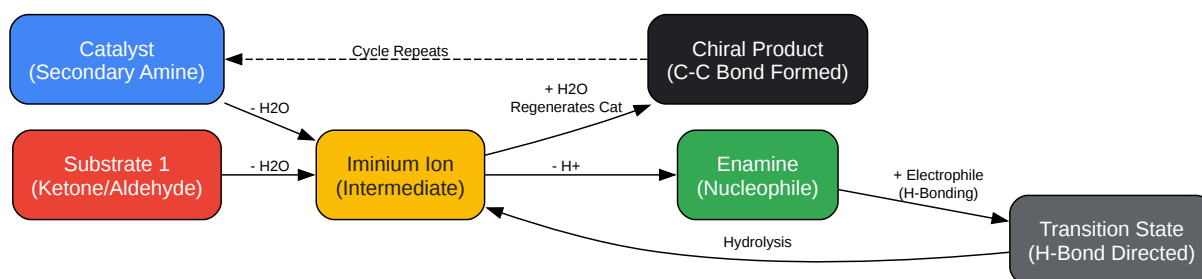 Catalyst
(Secondary Amine)
Cycle Repeats
Chiral Product
(C-C Bond Formed)
- H2O
+ H2O
Regenerates Cat
Substrate 1
(Ketone/Aldehyde)
- H2O
Iminium Ion
(Intermediate)
- H+
Enamine
(Nucleophile)
+ Electrophile
(H-Bonding)
Hydrolysis
Transition State
(H-Bond Directed)